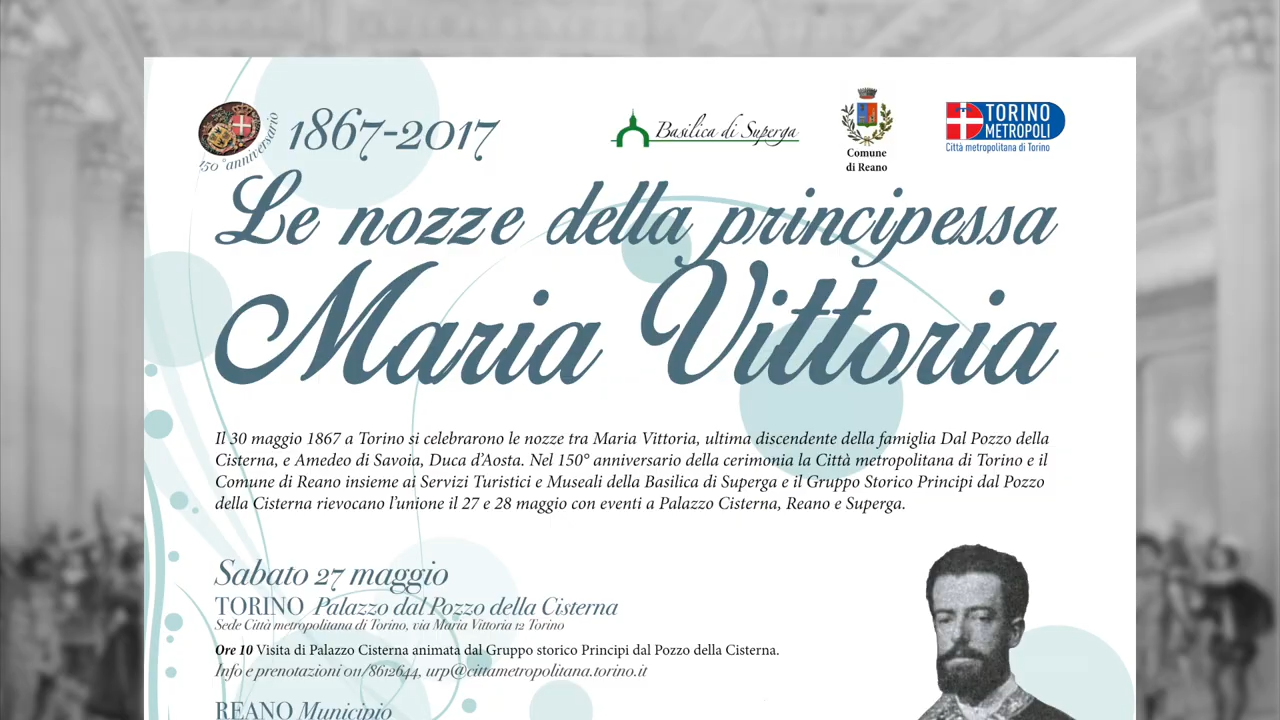 150° anniversario
1867-2017
Basilica di Superga
Comune
di Reano
TORINO
METROPOLI
Città metropolitana di Torino
Le nozze della principessa
Maria Vittoria
Il 30 maggio 1867 a Torino si celebrarono le nozze tra Maria Vittoria, ultima discendente della famiglia Dal Pozzo della
Cisterna, e Amedeo di Savoia, Duca d'Aosta. Nel 150° anniversario della cerimonia la Città metropolitana di Torino e il
Comune di Reano insieme ai Servizi Turistici e Museali della Basilica di Superga e il Gruppo Storico Principi dal Pozzo
della Cisterna rievocano l'unione il 27 e 28 maggio con eventi a Palazzo Cisterna, Reano e Superga.
Sabato 27 maggio
TORINO Palazzo dal Pozzo della Cisterna
Sede Città metropolitana di Torino, via Maria Vittoria 12 Torino
Ore 10 Visita di Palazzo Cisterna animata dal Gruppo storico Principi dal Pozzo della Cisterna.
Info e prenotazioni 011/8612644, urp@cittametropolitana.torino.it
REANO Municipio